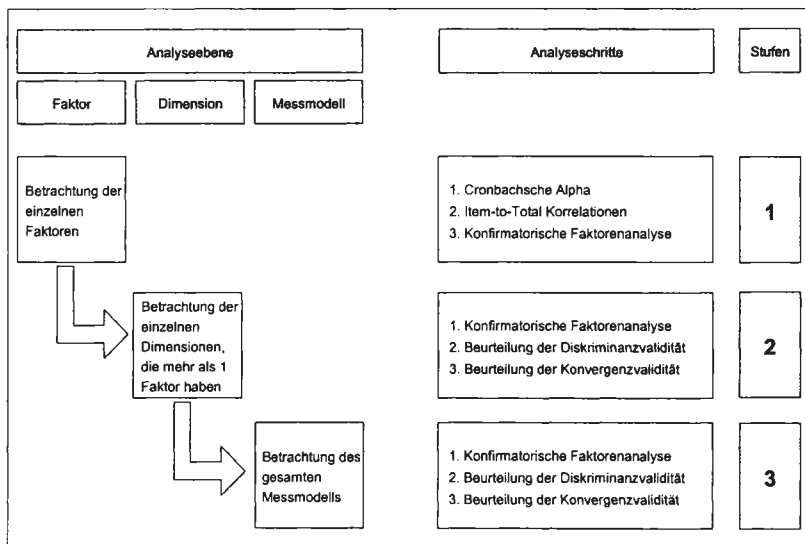 Analyseebene
Analyseschritte
Stufen
Faktor
Dimension
Messmodell
Betrachtung der
einzelnen
Faktoren
1. Cronbachsche Alpha
2. Item-to-Total Korrelationen
3. Konfirmatorische Faktorenanalyse
1
Betrachtung der
einzelnen
Dimensionen,
die mehr als 1
Faktor haben
1. Konfirmatorische Faktorenanalyse
2. Beurteilung der Diskriminanzvalidität
3. Beurteilung der Konvergenzvalidität
2
Betrachtung des
gesamten
Messmodells
1. Konfirmatorische Faktorenanalyse
2. Beurteilung der Diskriminanzvalidität
3. Beurteilung der Konvergenzvalidität
3